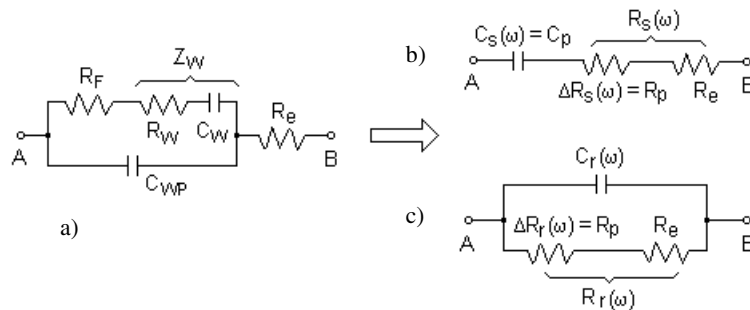 a)
Z_W
R_F
R_W
C_W
R_e
A
B
C_WP
b)
R_s(ω)
C_s(ω) = C_p
A
B
ΔR_s(ω) = R_p
R_e
c)
C_r(ω)
A
B
ΔR_r(ω) = R_p
R_e
R_r(ω)